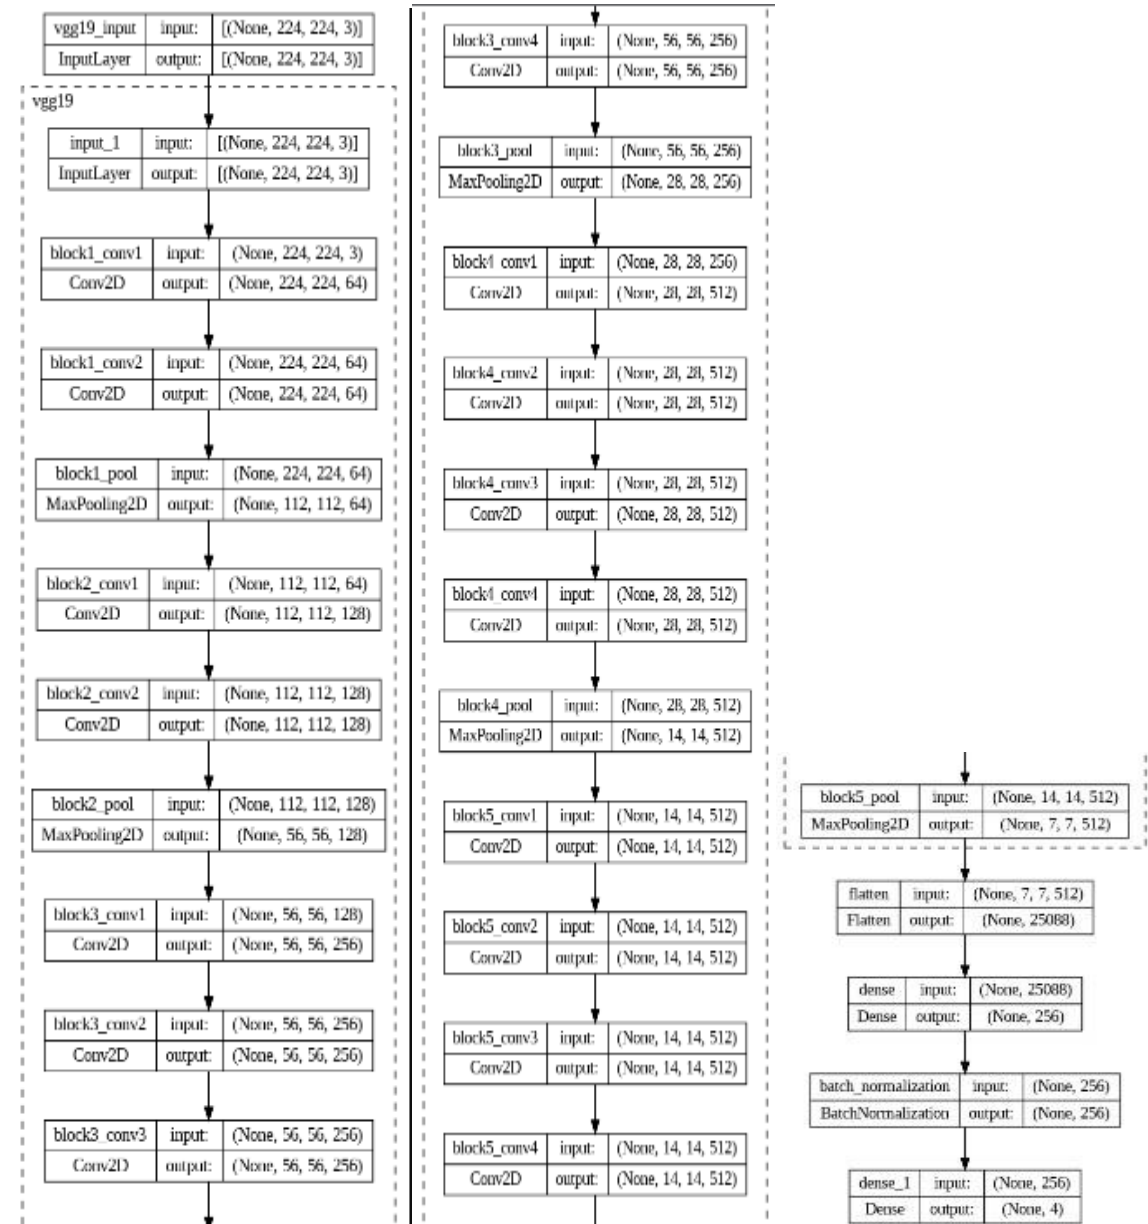 vgg19_input input: [(None, 224, 224, 3)]
InputLayer output: [(None, 224, 224, 3)]
vgg19
input_1 input: [(None, 224, 224, 3)]
InputLayer output: [(None, 224, 224, 3)]
block1_conv1 input: (None, 224, 224, 3)
Conv2D output: (None, 224, 224, 64)
block1_conv2 input: (None, 224, 224, 64)
Conv2D output: (None, 224, 224, 64)
block1_pool input: (None, 224, 224, 64)
MaxPooling2D output: (None, 112, 112, 64)
block2_conv1 input: (None, 112, 112, 64)
Conv2D output: (None, 112, 112, 128)
block2_conv2 input: (None, 112, 112, 128)
Conv2D output: (None, 112, 112, 128)
block2_pool input: (None, 112, 112, 128)
MaxPooling2D output: (None, 56, 56, 128)
block3_conv1 input: (None, 56, 56, 128)
Conv2D output: (None, 56, 56, 256)
block3_conv2 input: (None, 56, 56, 256)
Conv2D output: (None, 56, 56, 256)
block3_conv3 input: (None, 56, 56, 256)
Conv2D output: (None, 56, 56, 256)
block3_conv4 input: (None, 56, 56, 256)
Conv2D output: (None, 56, 56, 256)
block3_pool input: (None, 56, 56, 256)
MaxPooling2D output: (None, 28, 28, 256)
block4_conv1 input: (None, 28, 28, 256)
Conv2D output: (None, 28, 28, 512)
block4_conv2 input: (None, 28, 28, 512)
Conv2D output: (None, 28, 28, 512)
block4_conv3 input: (None, 28, 28, 512)
Conv2D output: (None, 28, 28, 512)
block4_conv4 input: (None, 28, 28, 512)
Conv2D output: (None, 28, 28, 512)
block4_pool input: (None, 28, 28, 512)
MaxPooling2D output: (None, 14, 14, 512)
block5_conv1 input: (None, 14, 14, 512)
Conv2D output: (None, 14, 14, 512)
block5_conv2 input: (None, 14, 14, 512)
Conv2D output: (None, 14, 14, 512)
block5_conv3 input: (None, 14, 14, 512)
Conv2D output: (None, 14, 14, 512)
block5_conv4 input: (None, 14, 14, 512)
Conv2D output: (None, 14, 14, 512)
block5_pool input: (None, 14, 14, 512)
MaxPooling2D output: (None, 7, 7, 512)
flatten input: (None, 7, 7, 512)
Flatten output: (None, 25088)
dense input: (None, 25088)
Dense output: (None, 256)
batch_normalization input: (None, 256)
BatchNormalization output: (None, 256)
dense_1 input: (None, 256)
Dense output: (None, 4)